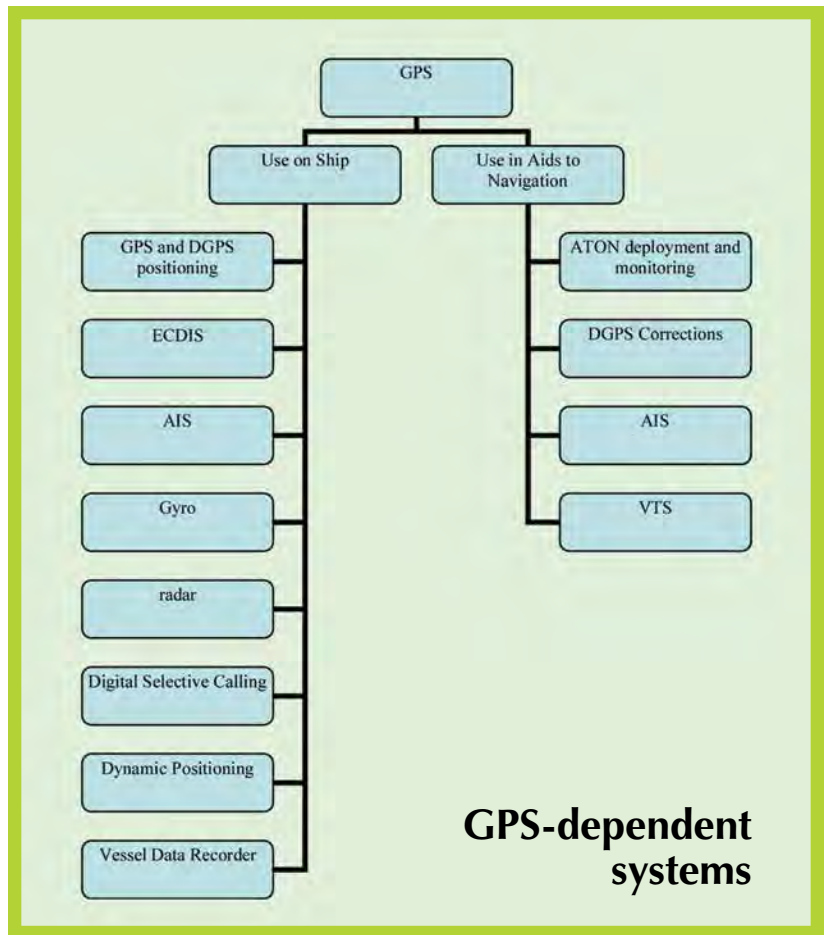 GPS
Use on Ship
Use in Aids to
Navigation
GPS and DGPS
positioning
ECDIS
AIS
Gyro
radar
Digital Selective Calling
Dynamic Positioning
Vessel Data Recorder
ATON deployment and
monitoring
DGPS Corrections
AIS
VTS
GPS-dependent
systems